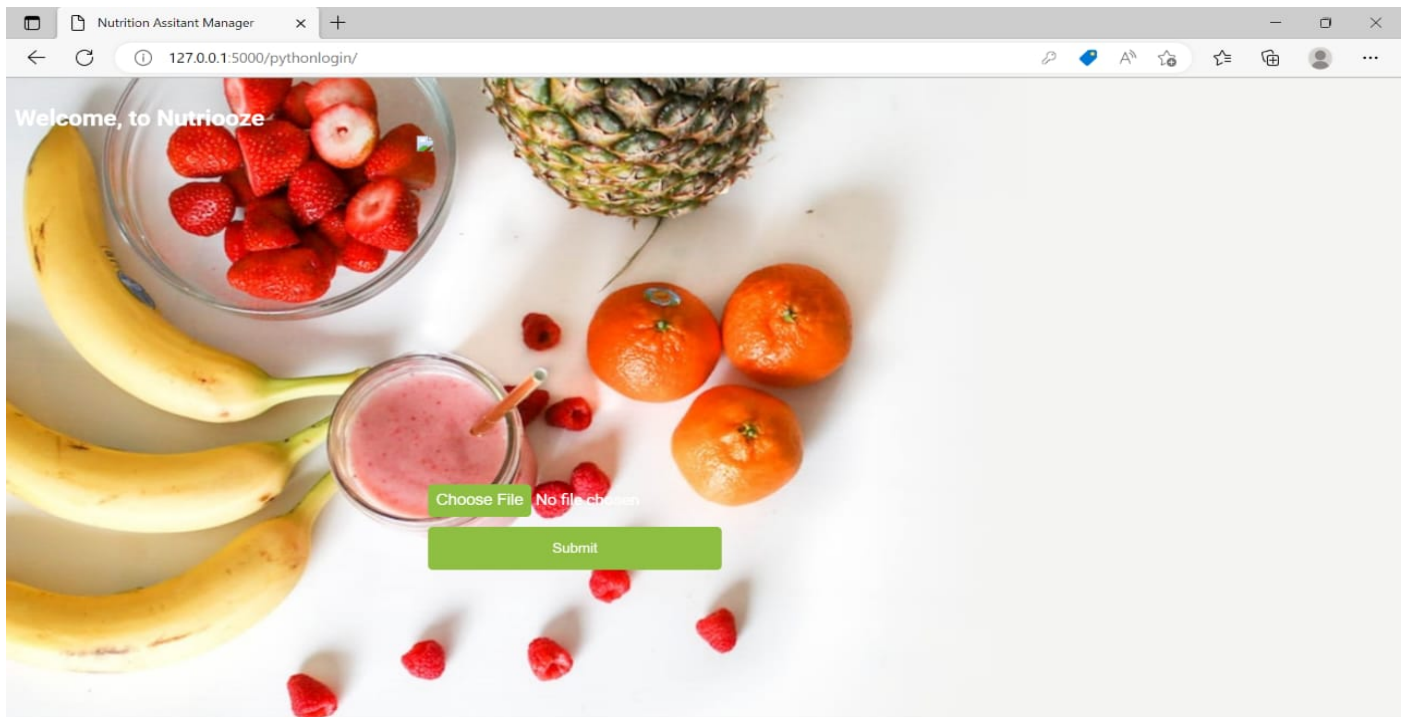 Nutrition Assitant Manager
127.0.0.1:5000/pythonlogin/
Welcome, to Nutriooze
Choose File No file chosen
Submit